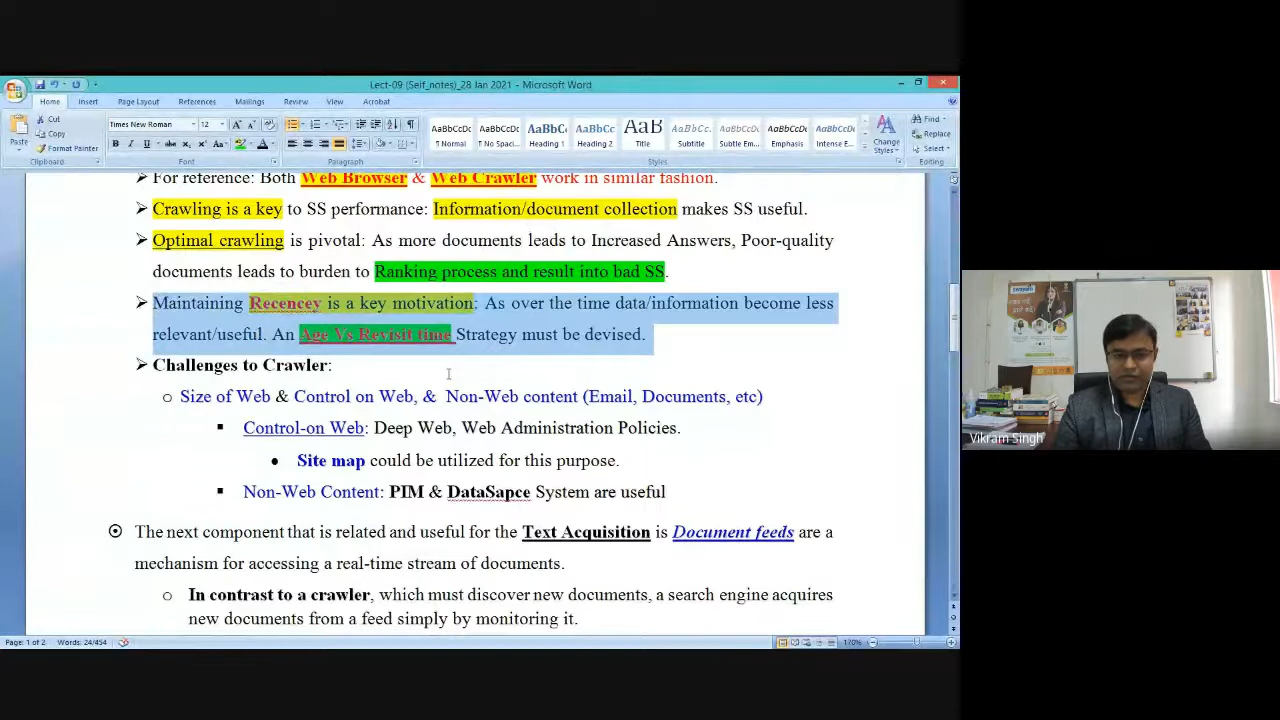 Lect-09 (Self_notes)_28 Jan 2021 - Microsoft Word
Home Insert Page Layout References Mailings Review View Acrobat
Paste
Cut
Copy
Format Painter
Clipboard
Times New Roman 12
B I U abc x₂ x² Aa
Font
Paragraph
AaBbCcDc AaBbCcDc AaBbC AaBbCc AaB AaBbCc. AaBbCcDc AaBbCcDc AaBbCcDc
¶ Normal ¶ No Spaci... Heading 1 Heading 2 Title Subtitle Subtle Em... Emphasis Intense E...
Styles
Change Styles
Find
Replace
Select
Editing
➢ For reference: Both Web Browser & Web Crawler work in similar fashion.
➢ Crawling is a key to SS performance: Information/document collection makes SS useful.
➢ Optimal crawling is pivotal: As more documents leads to Increased Answers, Poor-quality
documents leads to burden to Ranking process and result into bad SS.
➢ Maintaining Recencey is a key motivation: As over the time data/information become less
relevant/useful. An Age Vs Revisit time Strategy must be devised.
➢ Challenges to Crawler:
o Size of Web & Control on Web, & Non-Web content (Email, Documents, etc)
▪ Control-on Web: Deep Web, Web Administration Policies.
• Site map could be utilized for this purpose.
▪ Non-Web Content: PIM & DataSapce System are useful
The next component that is related and useful for the Text Acquisition is Document feeds are a
mechanism for accessing a real-time stream of documents.
o In contrast to a crawler, which must discover new documents, a search engine acquires
new documents from a feed simply by monitoring it.
Page: 1 of 2 Words: 24/454
170%
swayam
Vikram Singh